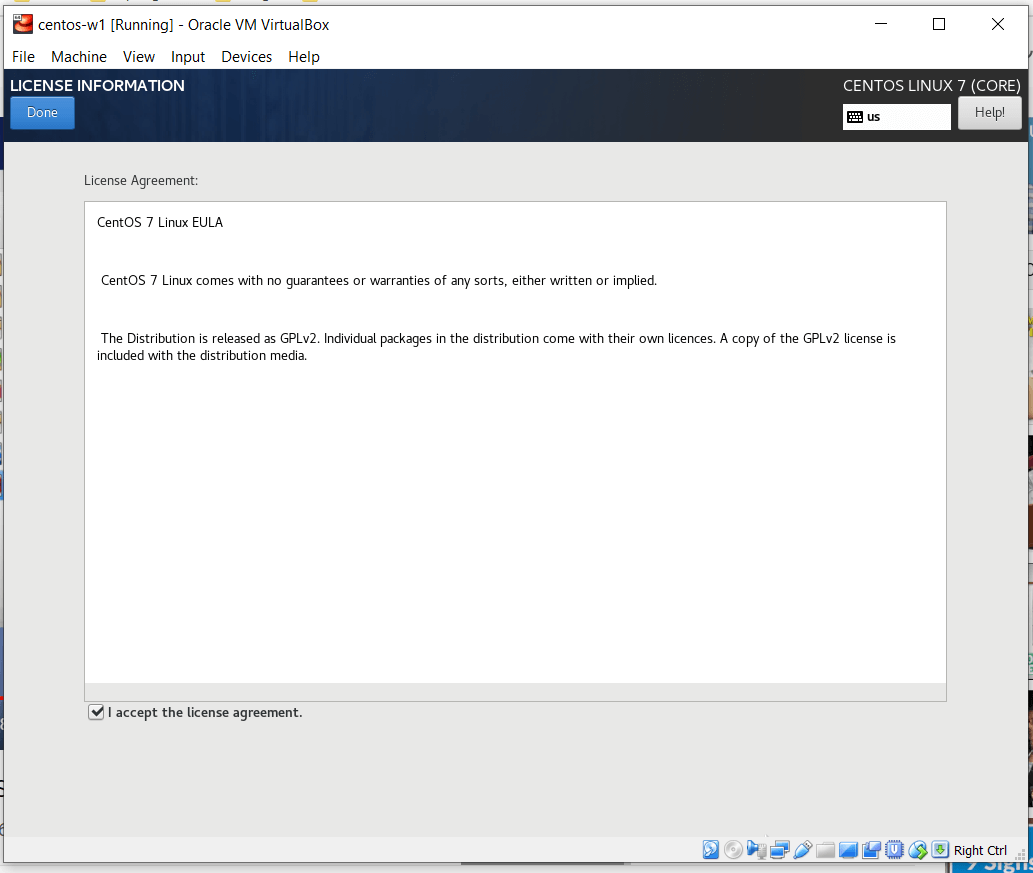 centos-w1 [Running] - Oracle VM VirtualBox
File Machine View Input Devices Help
LICENSE INFORMATION
CENTOS LINUX 7 (CORE)
Done
us
Help!
License Agreement:
CentOS 7 Linux EULA
CentOS 7 Linux comes with no guarantees or warranties of any sorts, either written or implied.
The Distribution is released as GPLv2. Individual packages in the distribution come with their own licences. A copy of the GPLv2 license is
included with the distribution media.
I accept the license agreement.
Right Ctrl